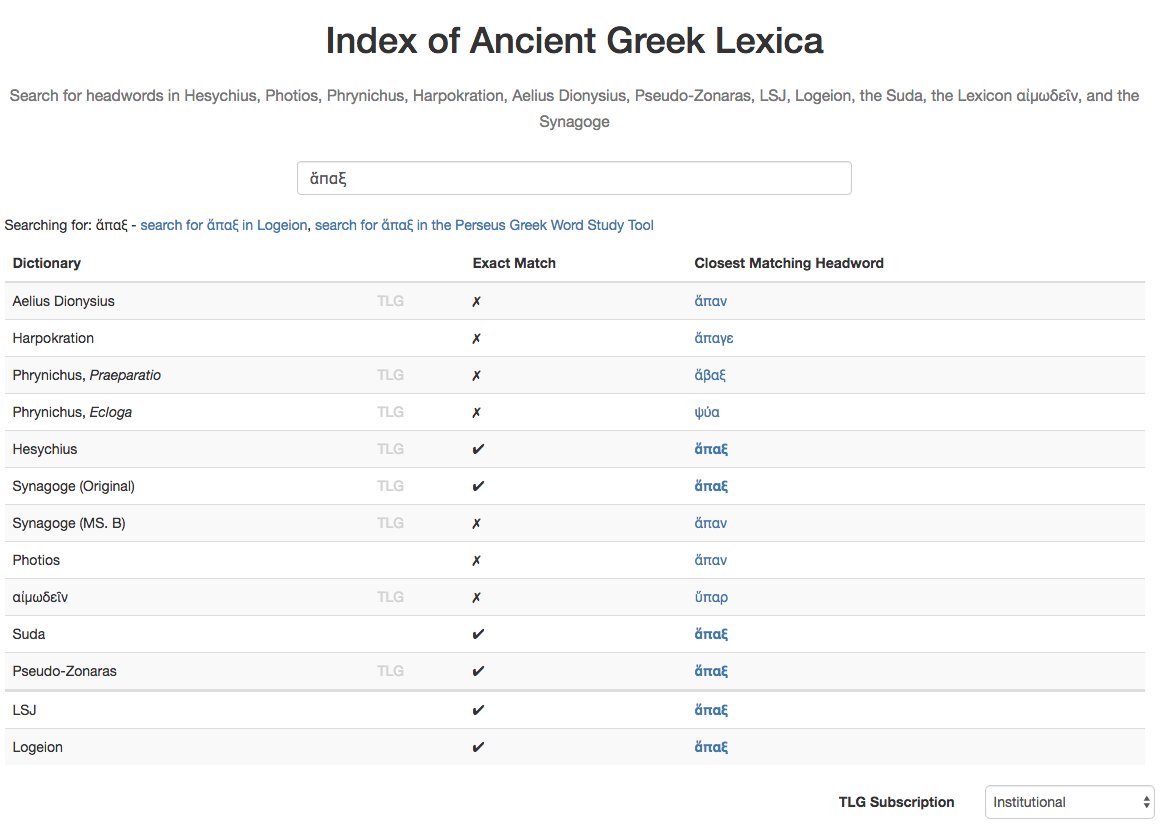 Index of Ancient Greek Lexica
Search for headwords in Hesychius, Photios, Phrynichus, Harpokration, Aelius Dionysius, Pseudo-Zonaras, LSJ, Logeion, the Suda, the Lexicon αἱμωδεῖν, and the
Synagoge
ἅπαξ
Searching for: ἅπαξ - search for ἅπαξ in Logeion, search for ἅπαξ in the Perseus Greek Word Study Tool
Dictionary Exact Match Closest Matching Headword
Aelius Dionysius TLG ✗ ἅπαν
Harpokration ✗ ἄπαγε
Phrynichus, Praeparatio TLG ✗ ἄβαξ
Phrynichus, Ecloga TLG ✗ ψύα
Hesychius TLG ✔ ἅπαξ
Synagoge (Original) TLG ✔ ἅπαξ
Synagoge (MS. B) TLG ✗ ἅπαν
Photios ✗ ἅπαν
αἱμωδεῖν TLG ✗ ὕπαρ
Suda ✔ ἅπαξ
Pseudo-Zonaras TLG ✔ ἅπαξ
LSJ ✔ ἅπαξ
Logeion ✔ ἅπαξ
TLG Subscription Institutional